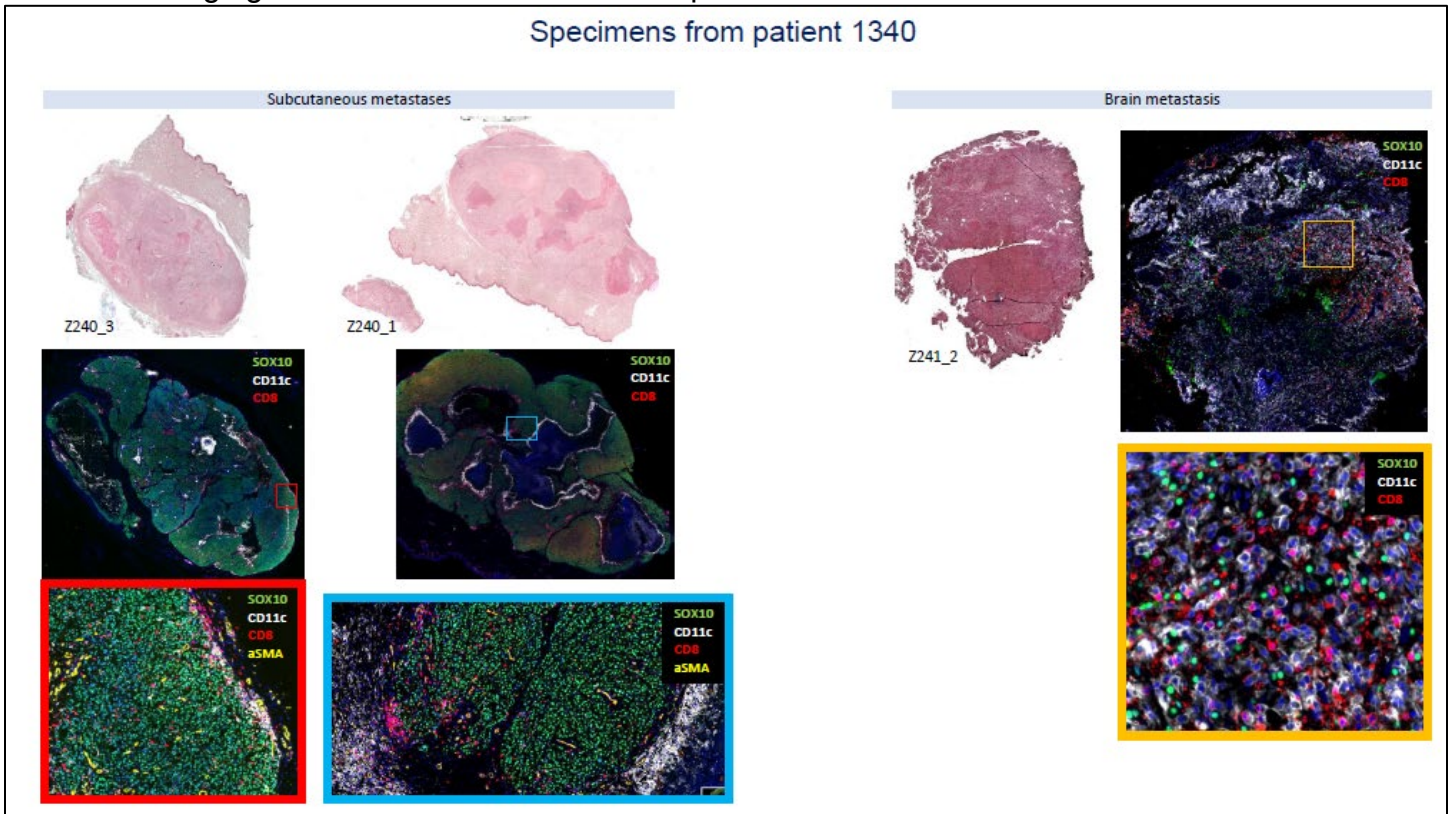 Specimens from patient 1340
Subcutaneous metastases
Brain metastasis
Z240_3
Z240_1
Z241_2
SOX10
CD11c
CD8
SOX10
CD11c
CD8
SOX10
CD11c
CD8
SOX10
CD11c
CD8
aSMA
SOX10
CD11c
CD8
aSMA
SOX10
CD11c
CD8